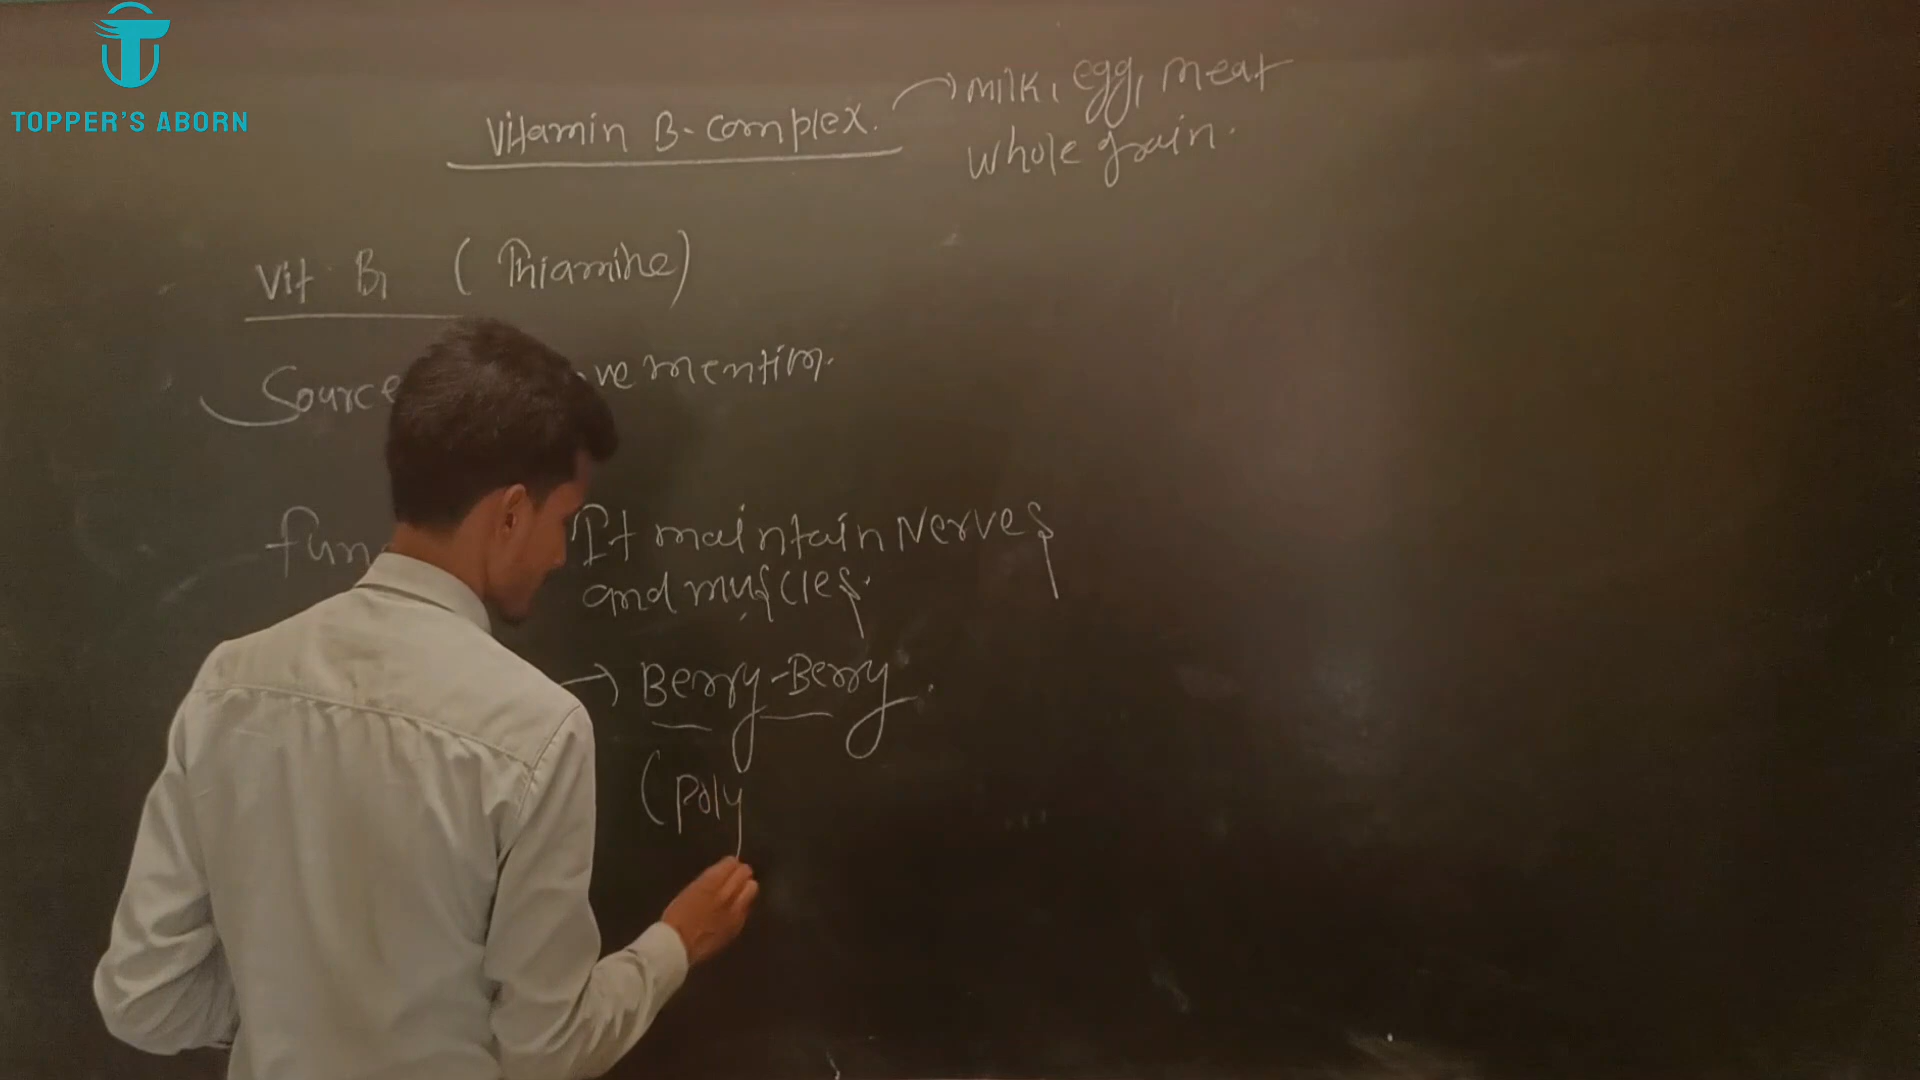 TOPPER'S ABORN
Vitamin B-complex. → milk, egg, meat
whole grain.
Vit B1 (Thiamine)
Source ve mention.
func It maintain Nerves
and muscles.
→ Berry-Berry.
(poly